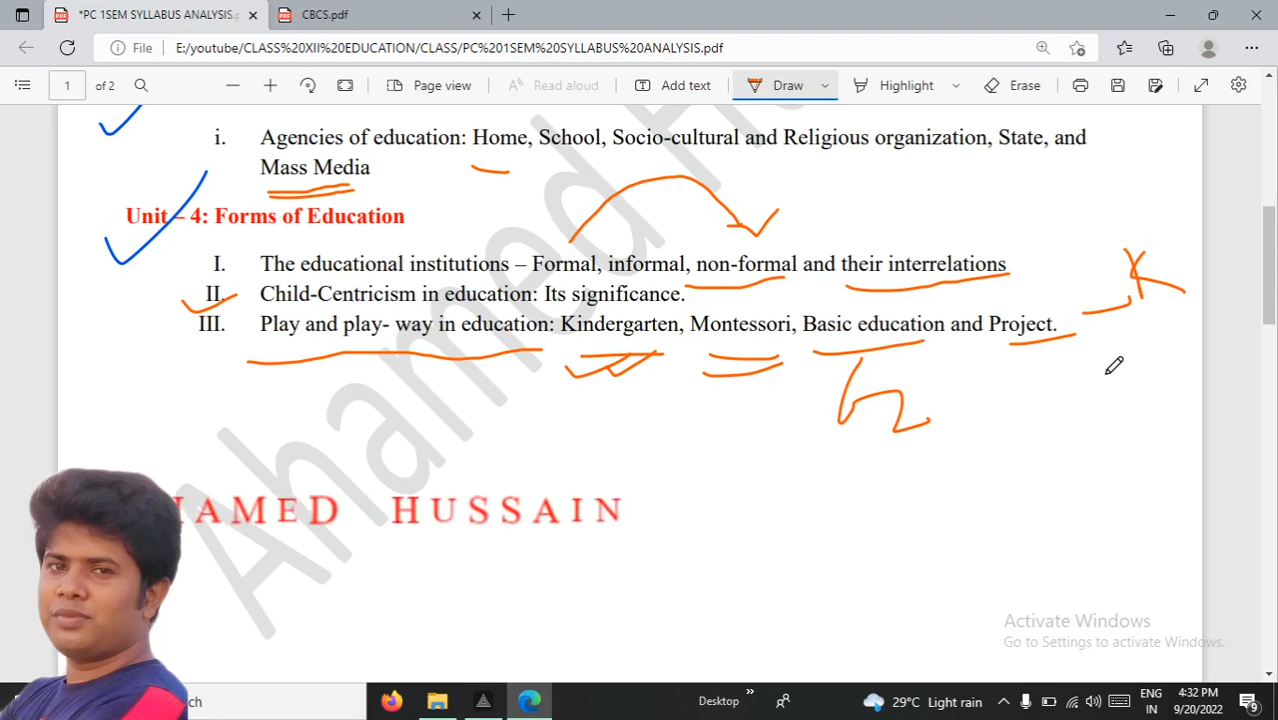 *PC 1SEM SYLLABUS ANALYSIS.p
CBCS.pdf
File
E:/youtube/CLASS%20XII%20EDUCATION/CLASS/PC%201SEM%20SYLLABUS%20ANALYSIS.pdf
1 of 2
Page view
Read aloud
Add text
Draw
Highlight
Erase
i. Agencies of education: Home, School, Socio-cultural and Religious organization, State, and
Mass Media
Unit – 4: Forms of Education
I. The educational institutions – Formal, informal, non-formal and their interrelations
II. Child-Centricism in education: Its significance.
III. Play and play- way in education: Kindergarten, Montessori, Basic education and Project.
Ahamed
HAMED HUSSAIN
Activate Windows
Go to Settings to activate Windows.
rch
Desktop
29°C Light rain
ENG
IN
4:32 PM
9/20/2022
9